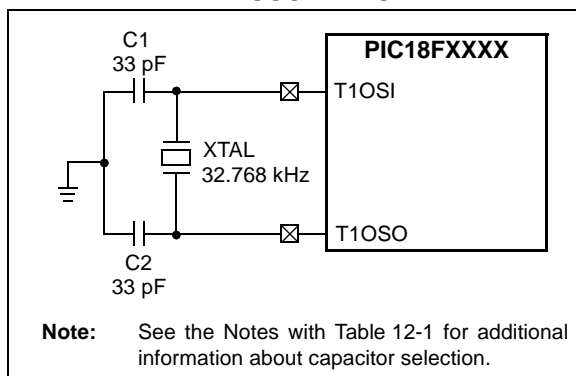 C1
33 pF
PIC18FXXXX
T1OSI
XTAL
32.768 kHz
T1OSO
C2
33 pF
Note: See the Notes with Table 12-1 for additional
information about capacitor selection.